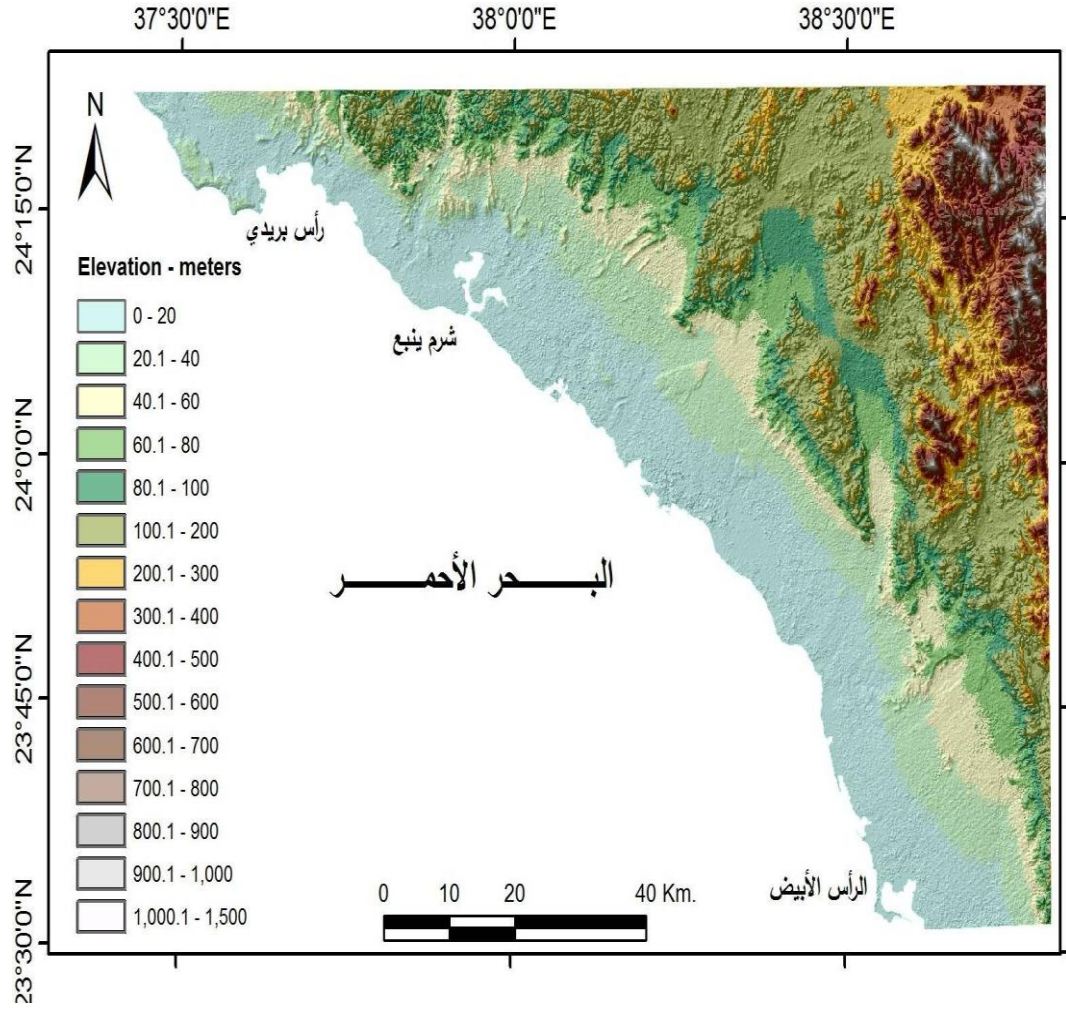 37°30'0"E 38°0'0"E 38°30'0"E
N
24°15'0"N
رأس بريدي
Elevation - meters
0 - 20
شرم ينبع
20.1 - 40
40.1 - 60
24°0'0"N
60.1 - 80
80.1 - 100
100.1 - 200
200.1 - 300
البـــــحر الأحمـــــــر
300.1 - 400
400.1 - 500
23°45'0"N
500.1 - 600
600.1 - 700
700.1 - 800
800.1 - 900
900.1 - 1,000
الرأس الأبيض
0 10 20 40 Km.
1,000.1 - 1,500
23°30'0"N